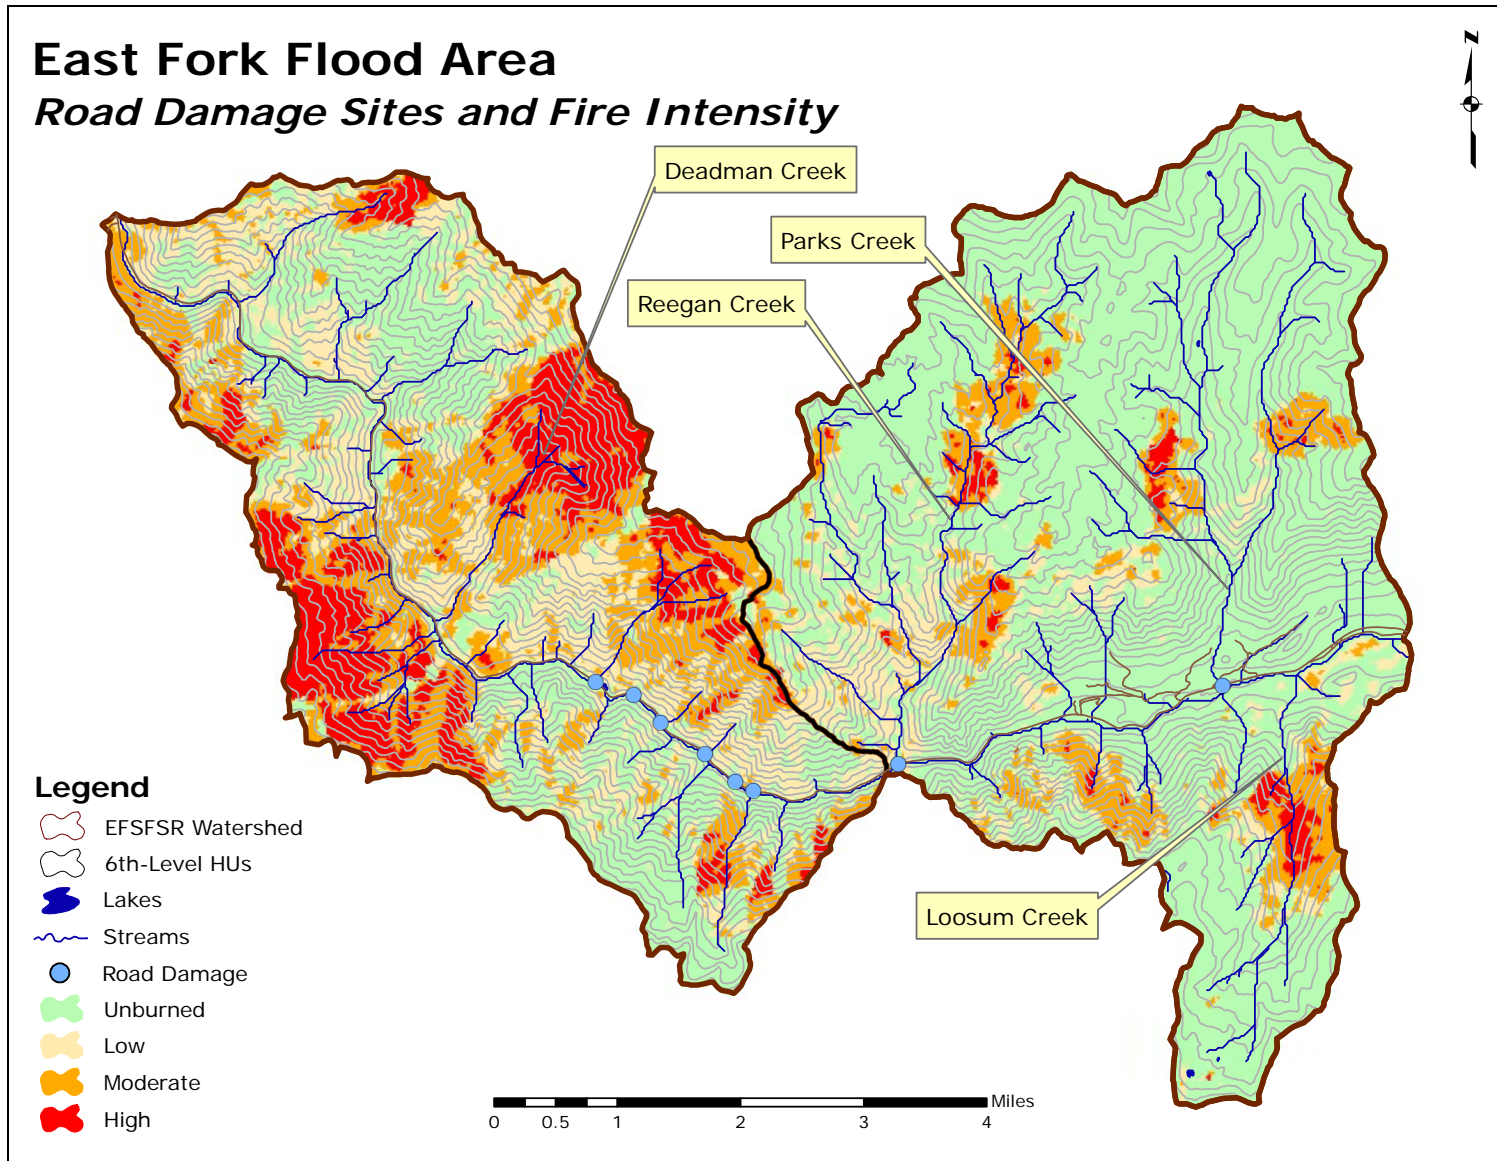 East Fork Flood Area
Road Damage Sites and Fire Intensity
N
Deadman Creek
Parks Creek
Reegan Creek
Loosum Creek
Legend
EFSFSR Watershed
6th-Level HUs
Lakes
Streams
Road Damage
Unburned
Low
Moderate
High
Miles
0 0.5 1 2 3 4